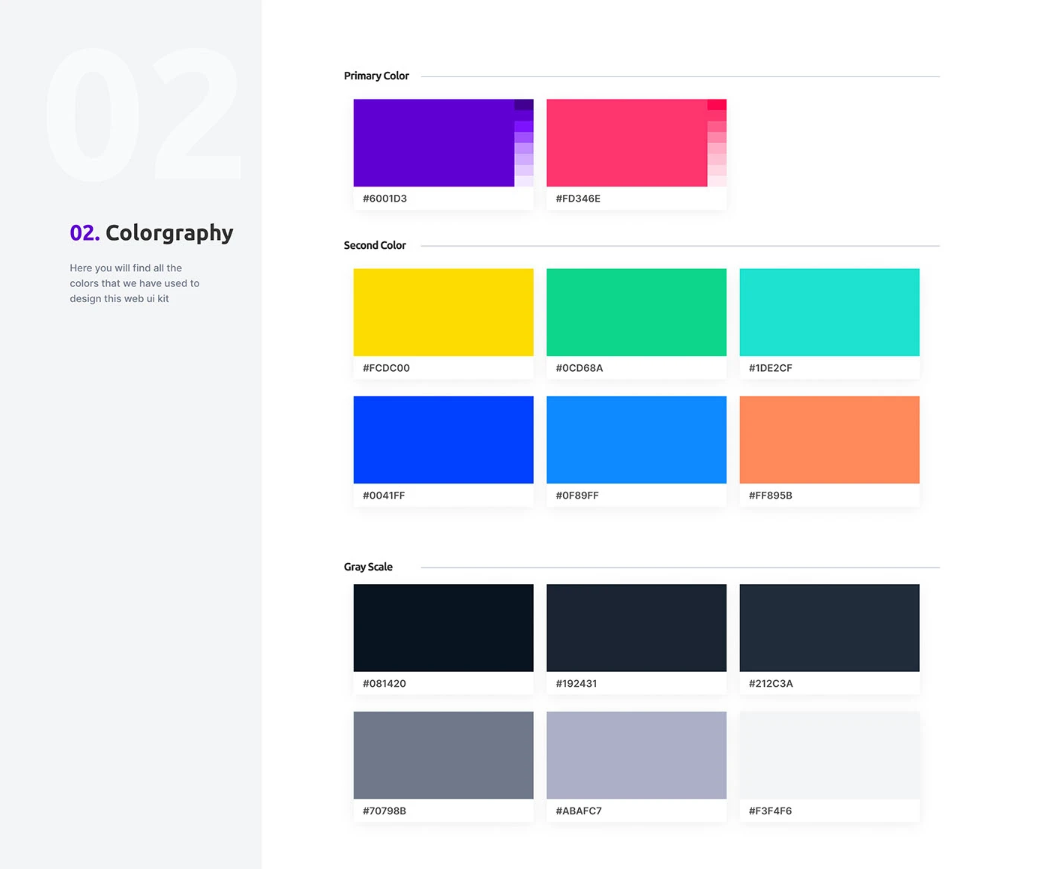 02
02. Colorgraphy
Here you will find all the
colors that we have used to
design this web ui kit
Primary Color
#6001D3
#FD346E
Second Color
#FCDC00
#0CD68A
#1DE2CF
#0041FF
#0F89FF
#FF895B
Gray Scale
#081420
#192431
#212C3A
#70798B
#ABAFC7
#F3F4F6